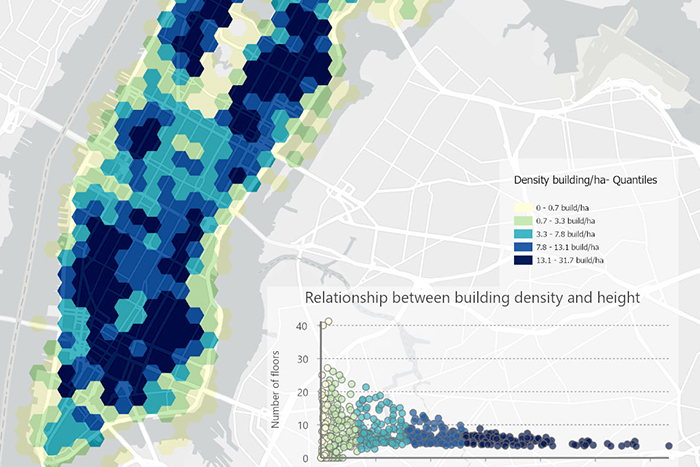 Density building/ha- Quantiles
0 - 0.7 build/ha
0.7 - 3.3 build/ha
3.3 - 7.8 build/ha
7.8 - 13.1 build/ha
13.1 - 31.7 build/ha
Relationship between building density and height
Number of floors
40
30
20
10
0